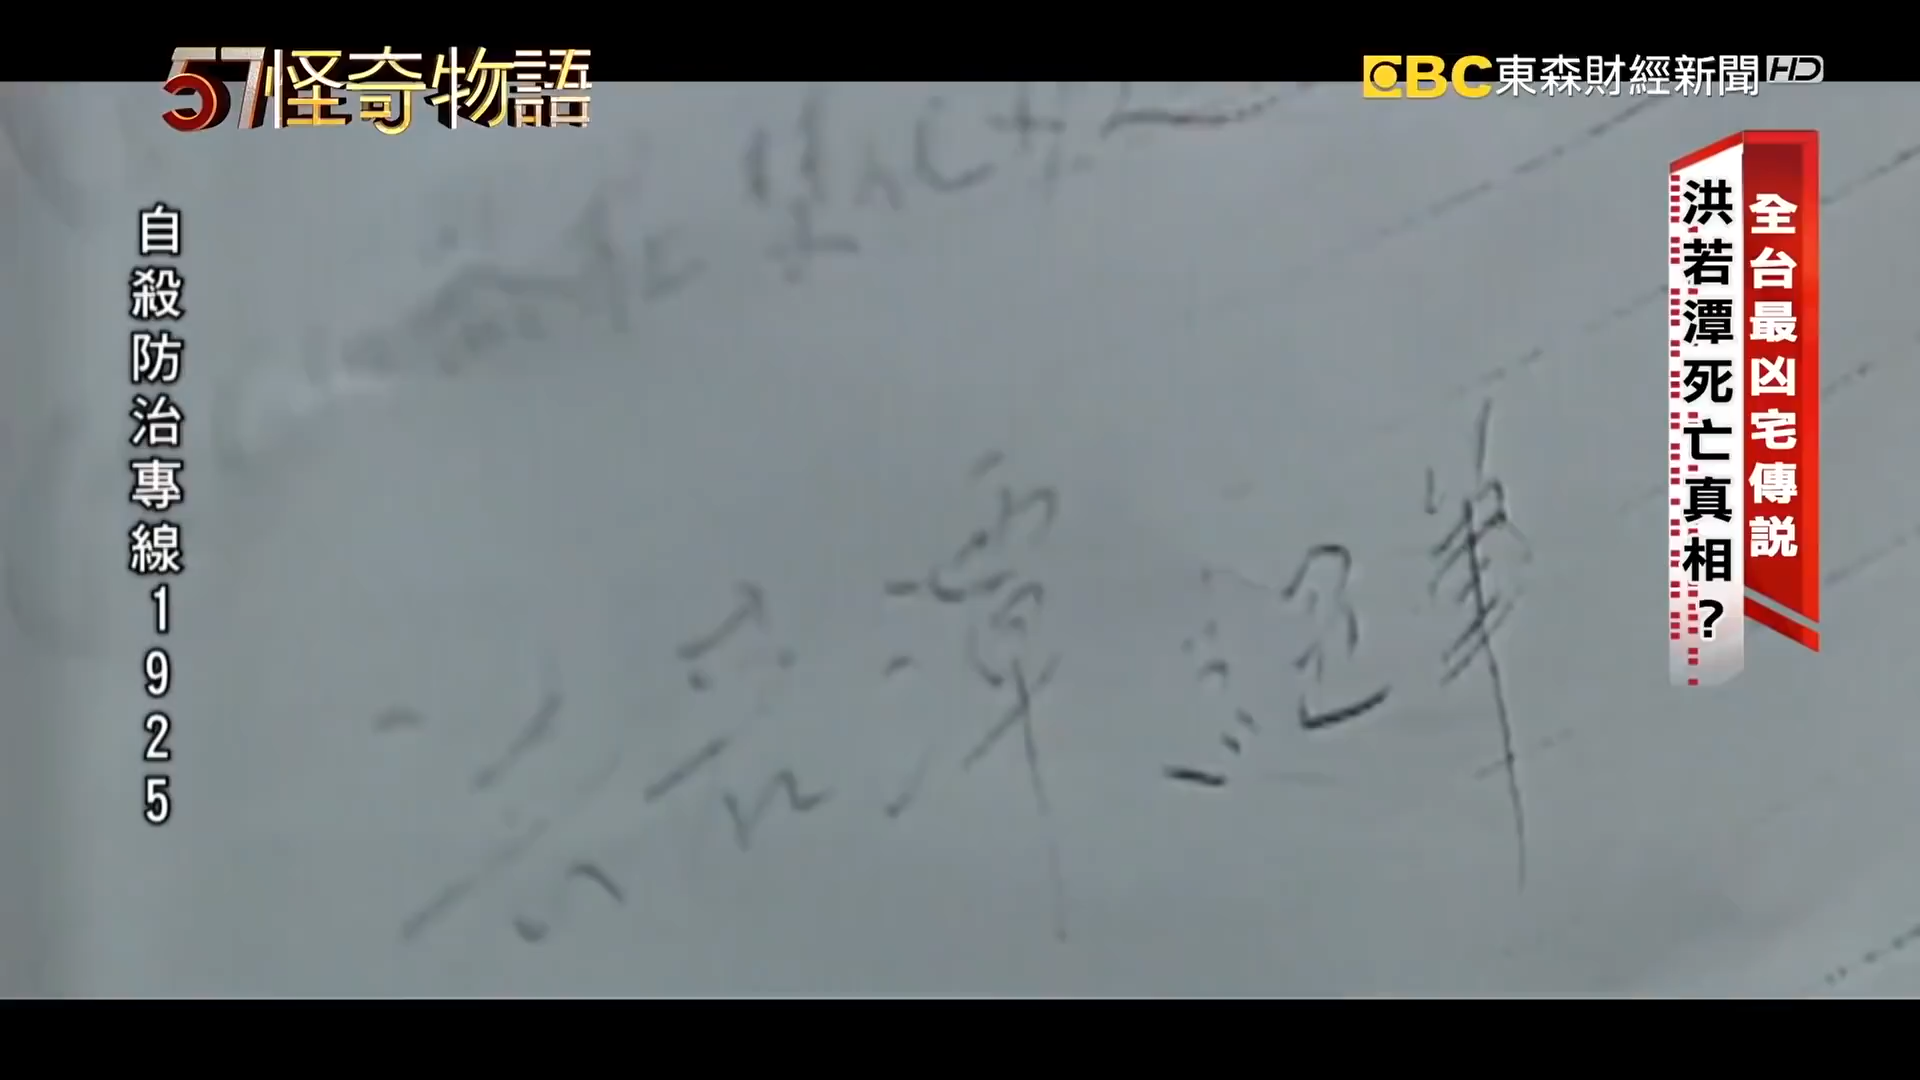 57怪奇物語
EBC東森財經新聞HD
全台最凶宅傳說
洪若潭死亡真相?
自殺防治專線1925
若潭絕筆